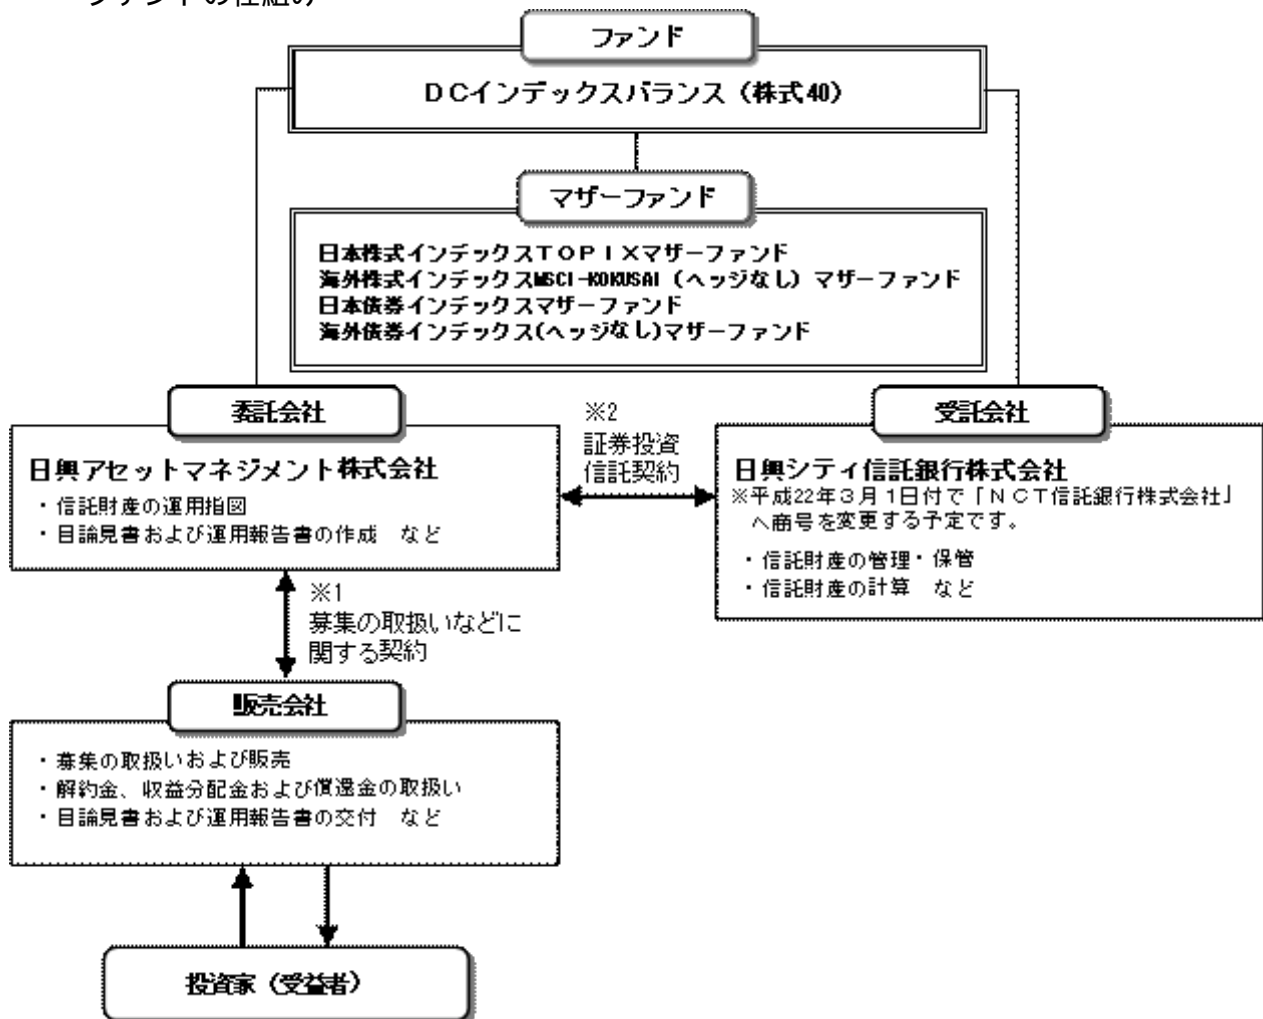 ファンドの仕組み
ファンド
DCインデックスバランス（株式40）
マザーファンド
日本株式インデックスTOPIXマザーファンド
海外株式インデックスMSCI-KOKUSAI（ヘッジなし）マザーファンド
日本債券インデックスマザーファンド
海外債券インデックス(ヘッジなし)マザーファンド
委託会社
日興アセットマネジメント株式会社
・信託財産の運用指図
・目論見書および運用報告書の作成　など
※2
証券投資
信託契約
受託会社
日興シティ信託銀行株式会社
※平成22年3月1日付で「NCT信託銀行株式会社」
へ商号を変更する予定です。
・信託財産の管理・保管
・信託財産の計算　など
※1
募集の取扱いなどに
関する契約
販売会社
・募集の取扱いおよび販売
・解約金、収益分配金および償還金の取扱い
・目論見書および運用報告書の交付　など
投資家（受益者）